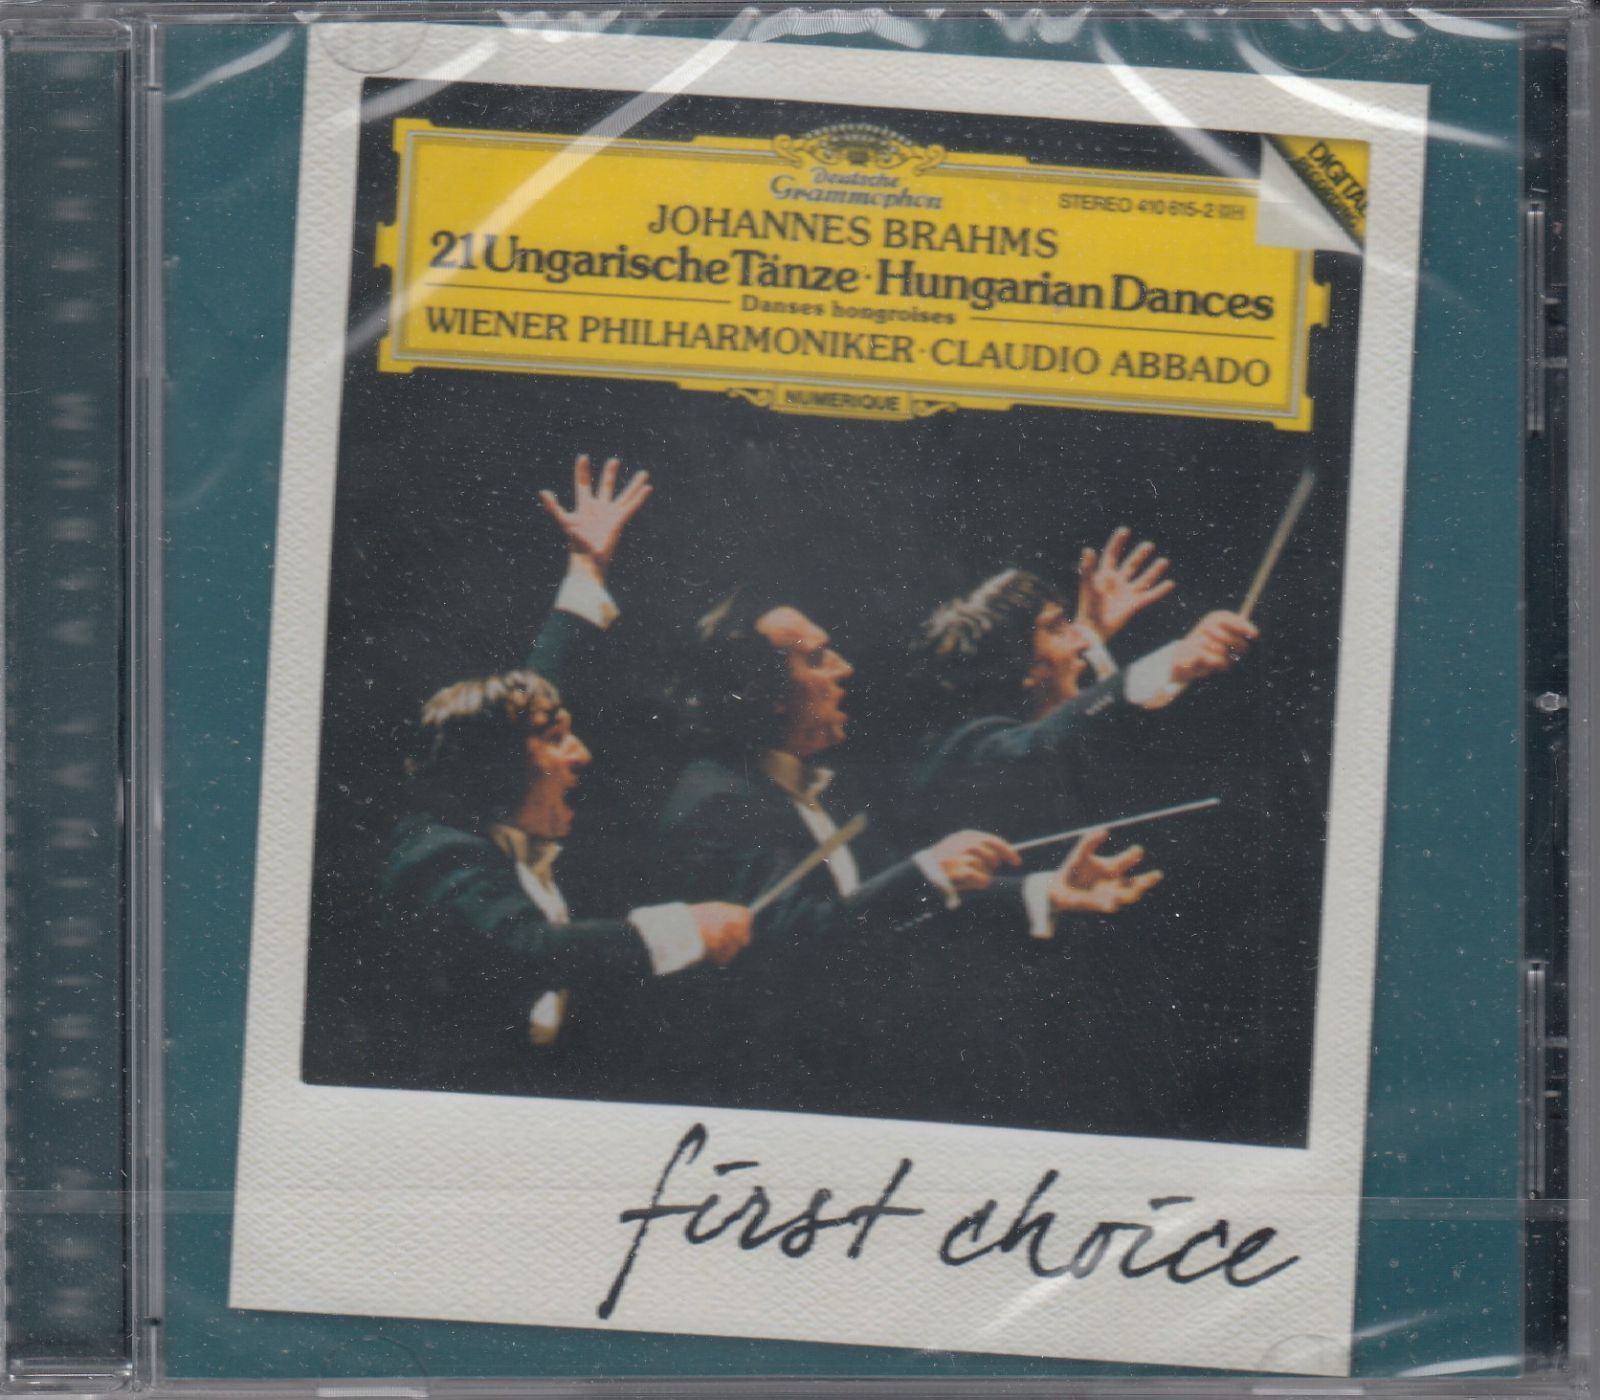 DIGITAL
Deutsche
Grammophon
STEREO 410 615-2 GH
JOHANNES BRAHMS
21 Ungarische Tänze · Hungarian Dances
Danses hongroises
WIENER PHILHARMONIKER · CLAUDIO ABBADO
NUMERIQUE
first choice